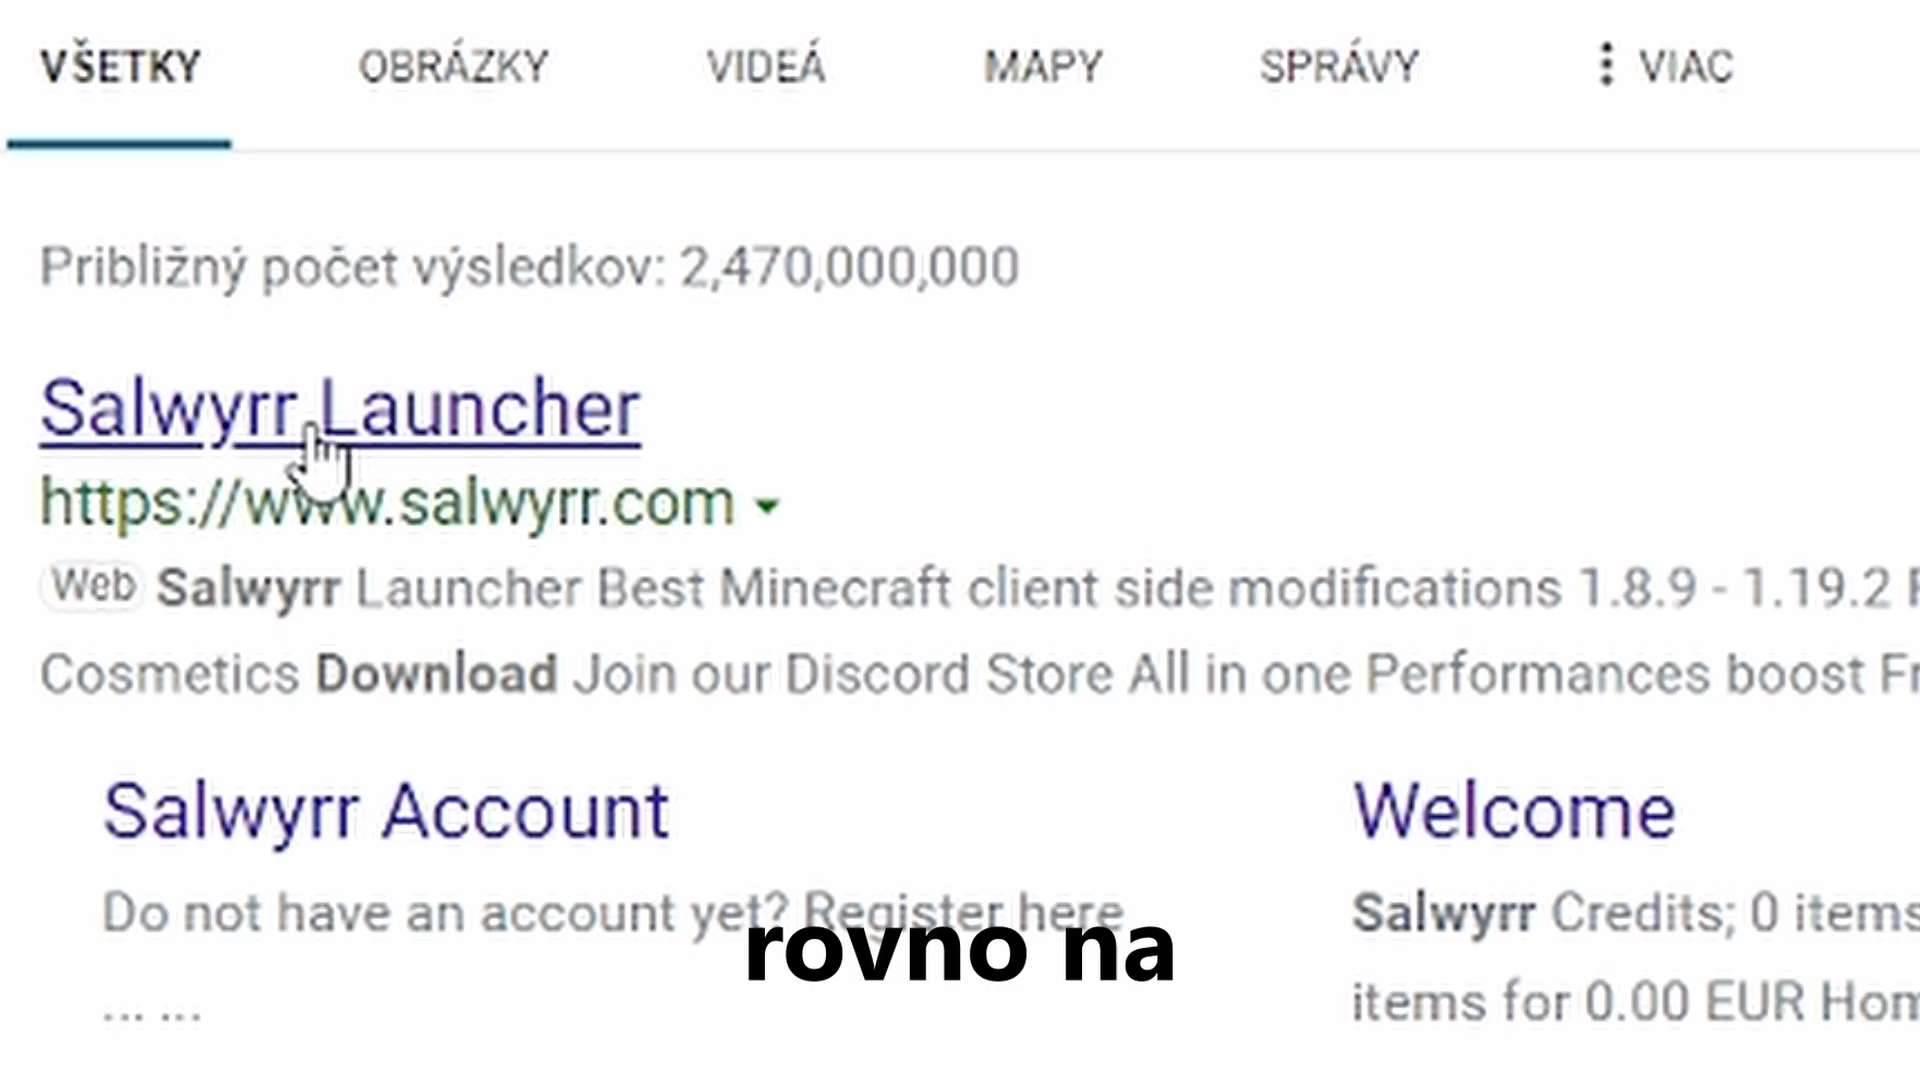 VŠETKY OBRÁZKY VIDEÁ MAPY SPRÁVY VIAC
Približný počet výsledkov: 2,470,000,000
Salwyrr Launcher
https://www.salwyrr.com
Web Salwyrr Launcher Best Minecraft client side modifications 1.8.9 - 1.19.2
Cosmetics Download Join our Discord Store All in one Performances boost
Salwyrr Account
Do not have an account yet? Register here
... ...
Welcome
Salwyrr Credits; 0 items
items for 0.00 EUR
rovno na